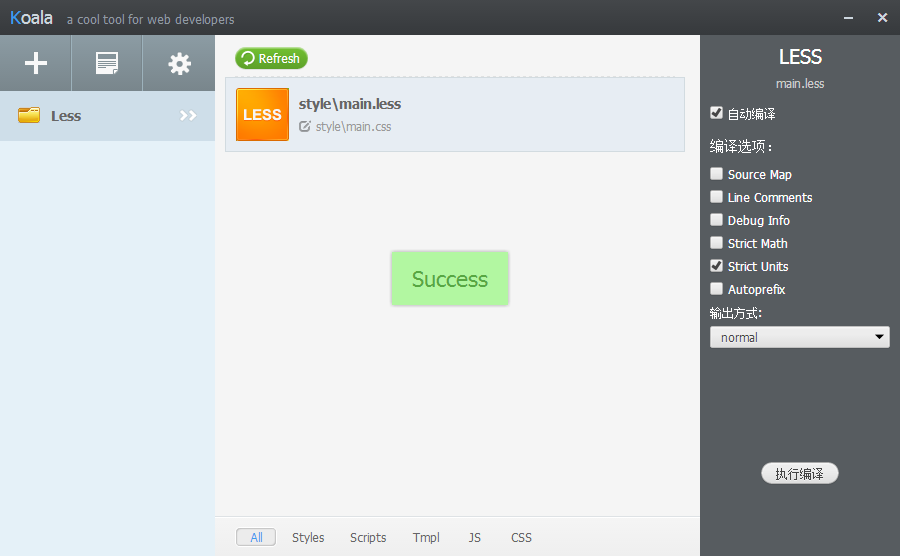 Koala a cool tool for web developers
Less
Refresh
LESS
style\main.less
style\main.css
Success
All Styles Scripts Tmpl JS CSS
LESS
main.less
自动编译
编译选项：
Source Map
Line Comments
Debug Info
Strict Math
Strict Units
Autoprefix
输出方式:
normal
执行编译